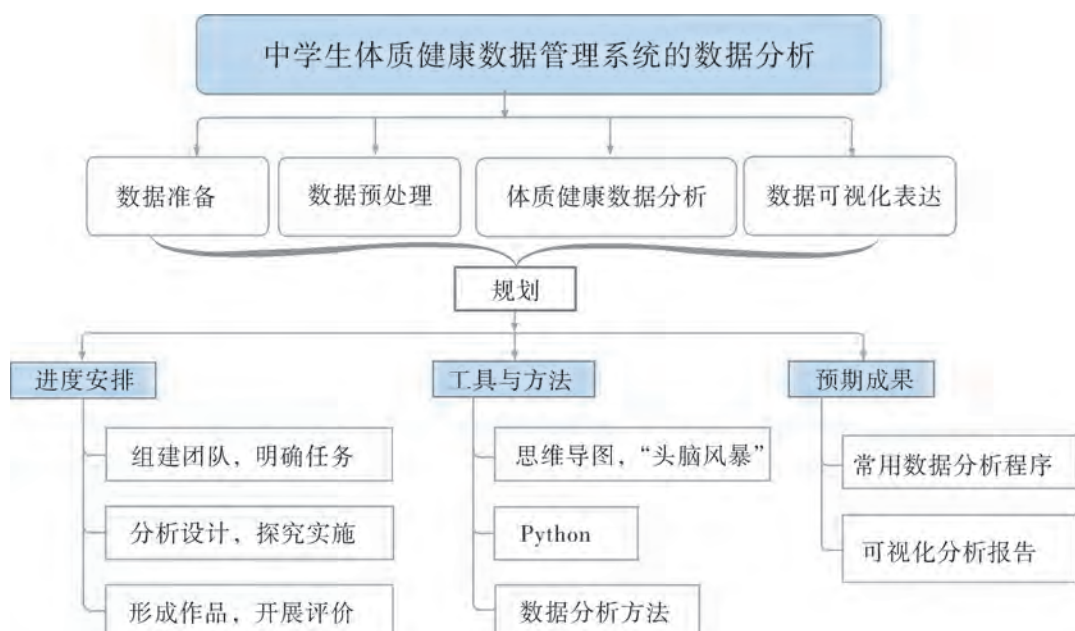 中学生体质健康数据管理系统的数据分析
数据准备
数据预处理
体质健康数据分析
数据可视化表达
规划
进度安排
工具与方法
预期成果
组建团队，明确任务
思维导图，“头脑风暴”
常用数据分析程序
分析设计，探究实施
Python
可视化分析报告
形成作品，开展评价
数据分析方法